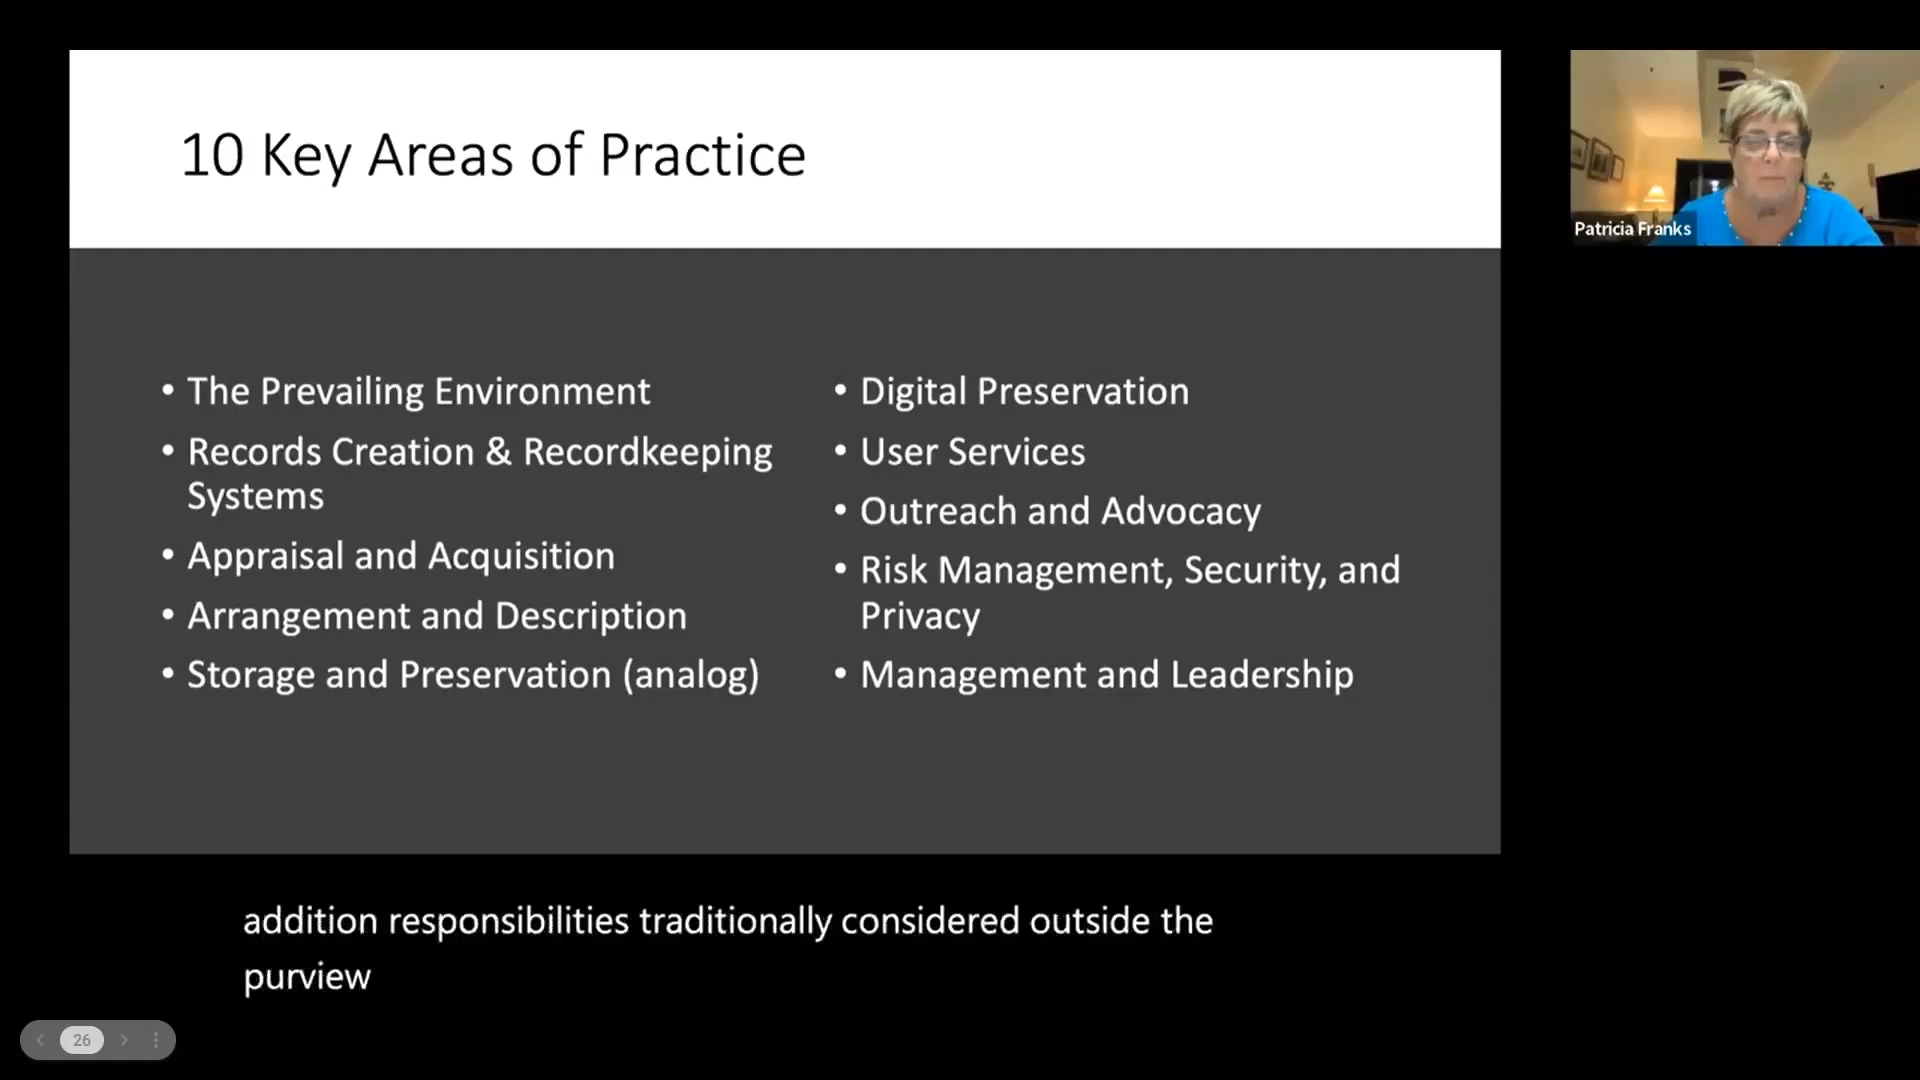 10 Key Areas of Practice
• The Prevailing Environment
• Records Creation & Recordkeeping
Systems
• Appraisal and Acquisition
• Arrangement and Description
• Storage and Preservation (analog)
• Digital Preservation
• User Services
• Outreach and Advocacy
• Risk Management, Security, and
Privacy
• Management and Leadership
Patricia Franks
addition responsibilities traditionally considered outside the
purview
26